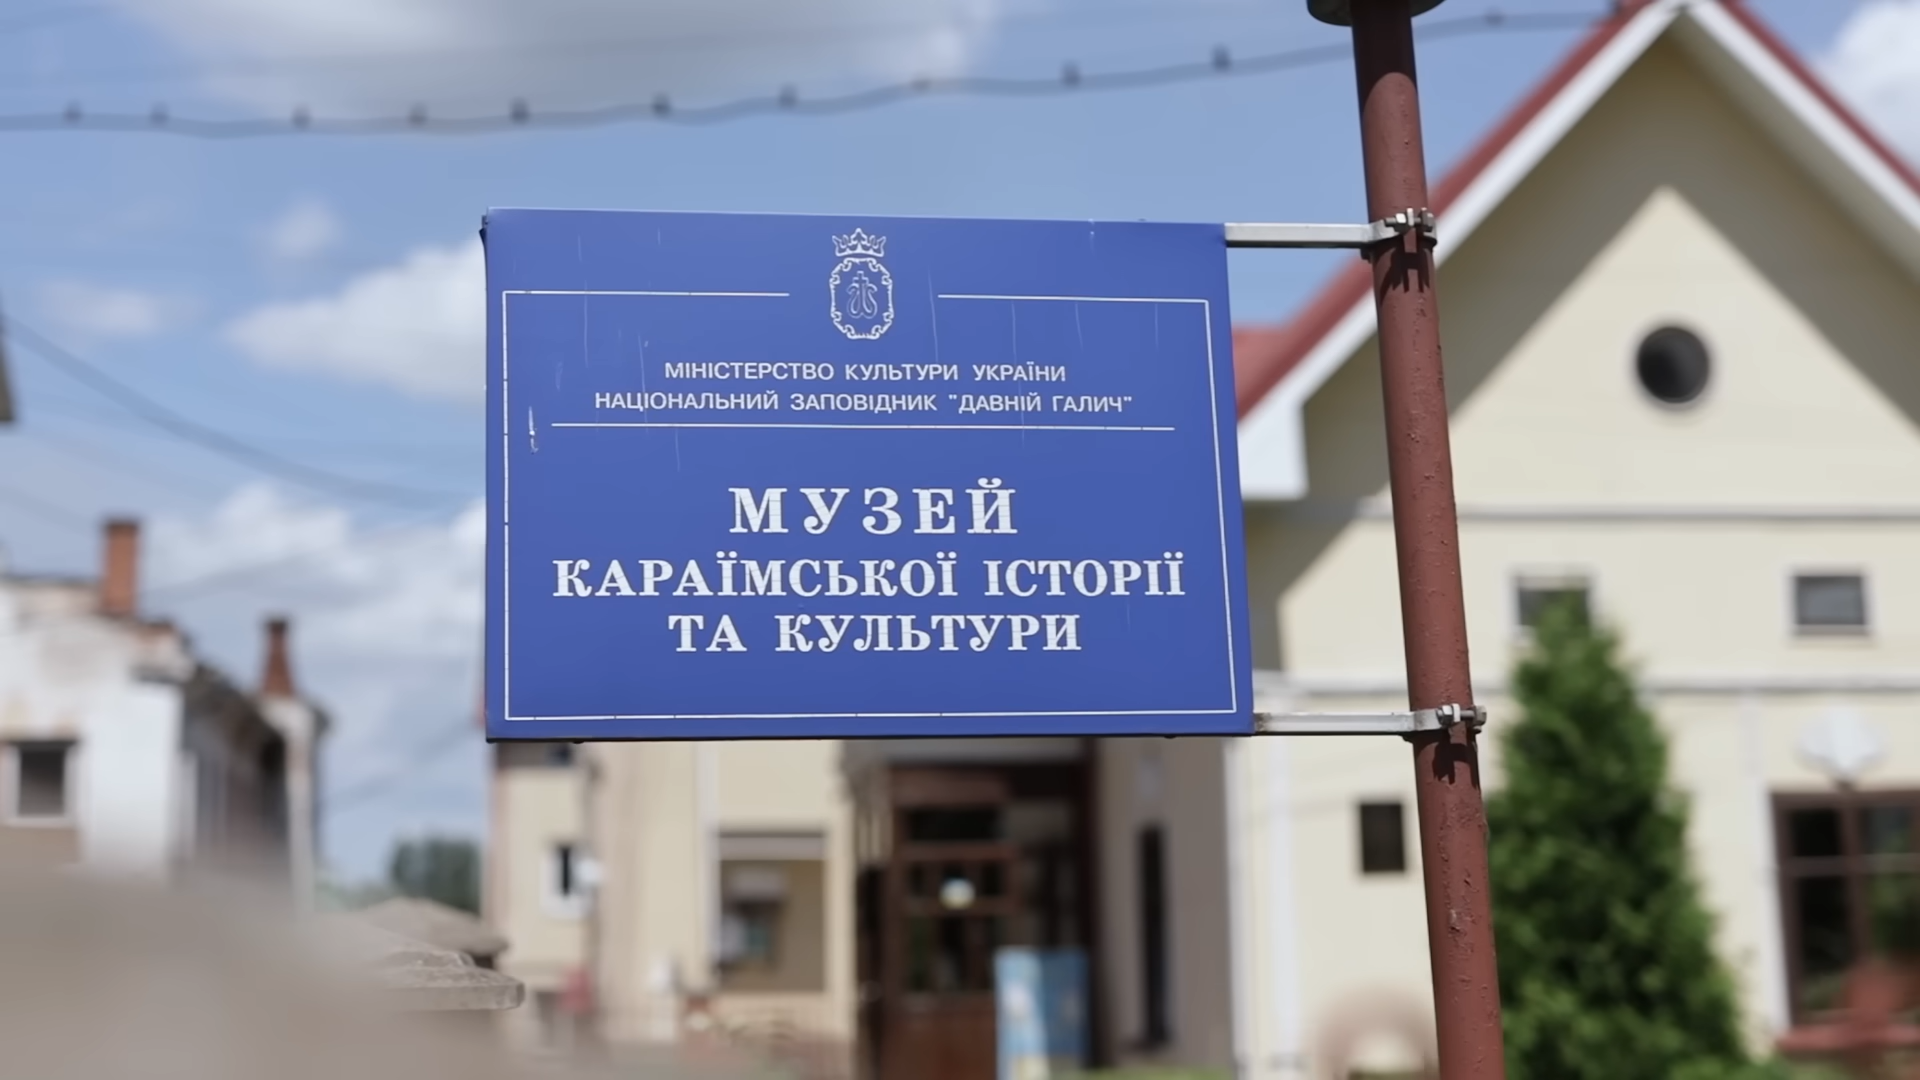 МІНІСТЕРСТВО КУЛЬТУРИ УКРАЇНИ
НАЦІОНАЛЬНИЙ ЗАПОВІДНИК "ДАВНІЙ ГАЛИЧ"
МУЗЕЙ
КАРАЇМСЬКОЇ ІСТОРІЇ
ТА КУЛЬТУРИ